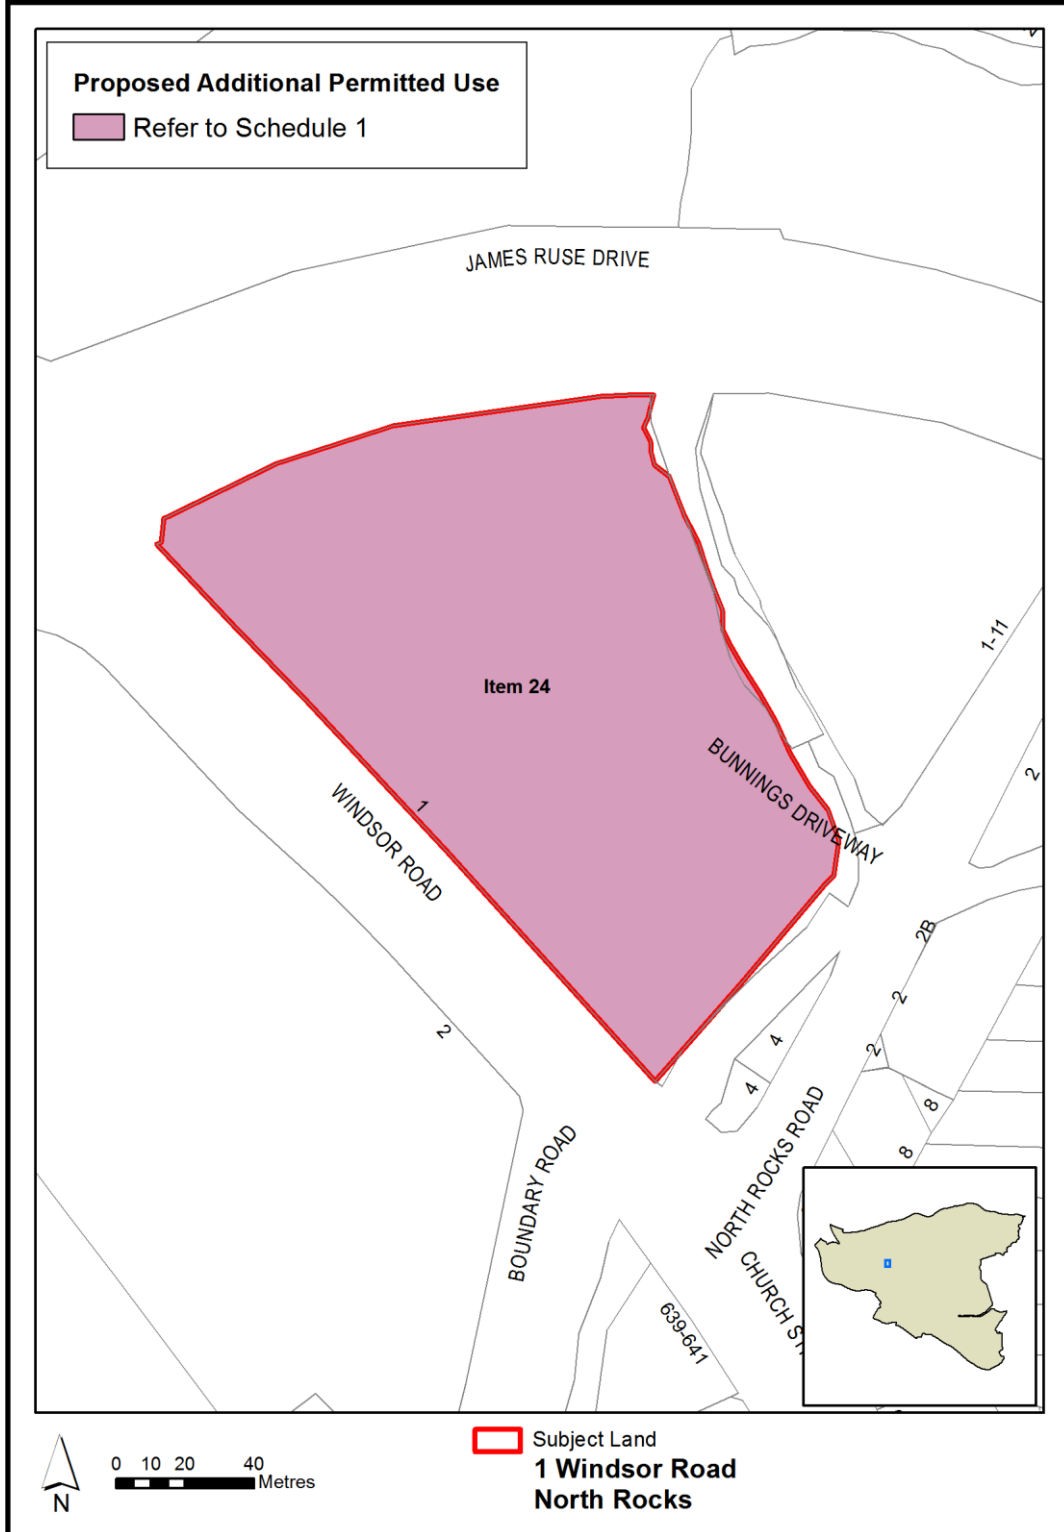 Proposed Additional Permitted Use
Refer to Schedule 1
JAMES RUSE DRIVE
1-11
Item 24
2
BUNNINGS DRIVEWAY
1
WINDSOR ROAD
2B
2
2
2
4
4
8
8
NORTH ROCKS ROAD
BOUNDARY ROAD
CHURCH ST
639-641
0 10 20 40
Metres
N
Subject Land
1 Windsor Road
North Rocks